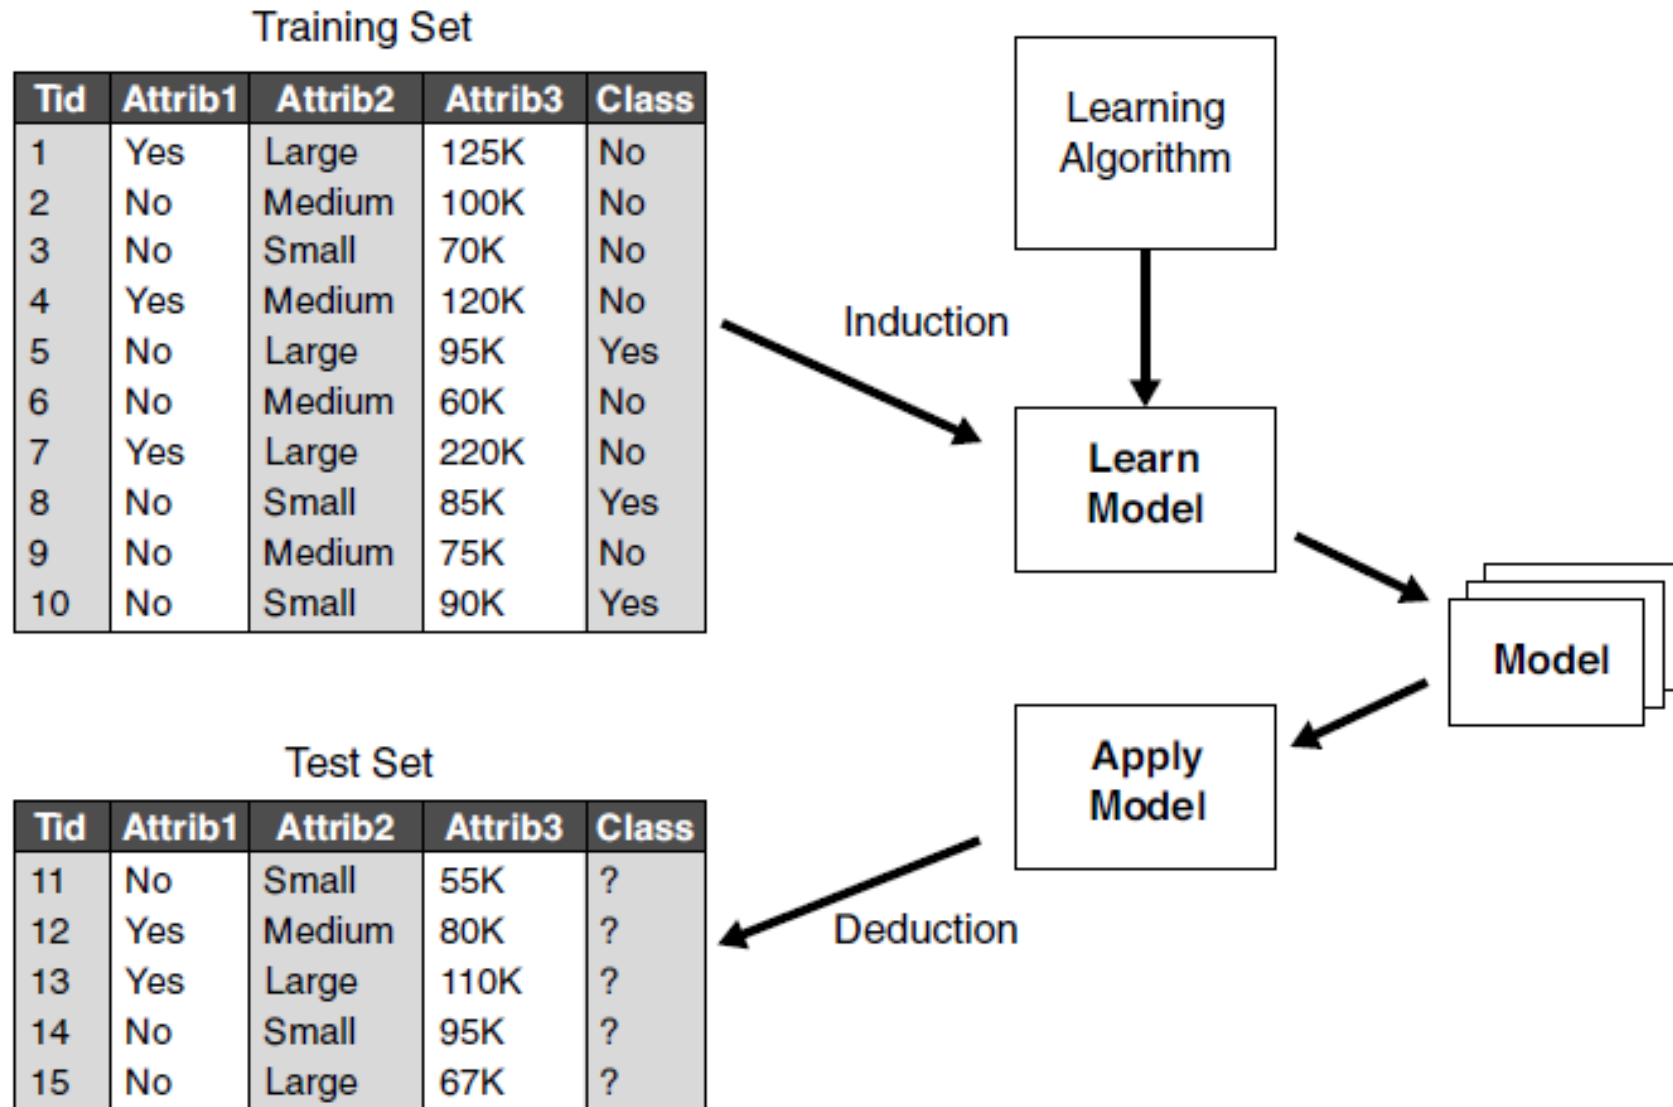 Training Set
Tid Attrib1 Attrib2 Attrib3 Class
1 Yes Large 125K No
2 No Medium 100K No
3 No Small 70K No
4 Yes Medium 120K No
5 No Large 95K Yes
6 No Medium 60K No
7 Yes Large 220K No
8 No Small 85K Yes
9 No Medium 75K No
10 No Small 90K Yes
Learning
Algorithm
Induction
Learn
Model
Model
Apply
Model
Deduction
Test Set
Tid Attrib1 Attrib2 Attrib3 Class
11 No Small 55K ?
12 Yes Medium 80K ?
13 Yes Large 110K ?
14 No Small 95K ?
15 No Large 67K ?